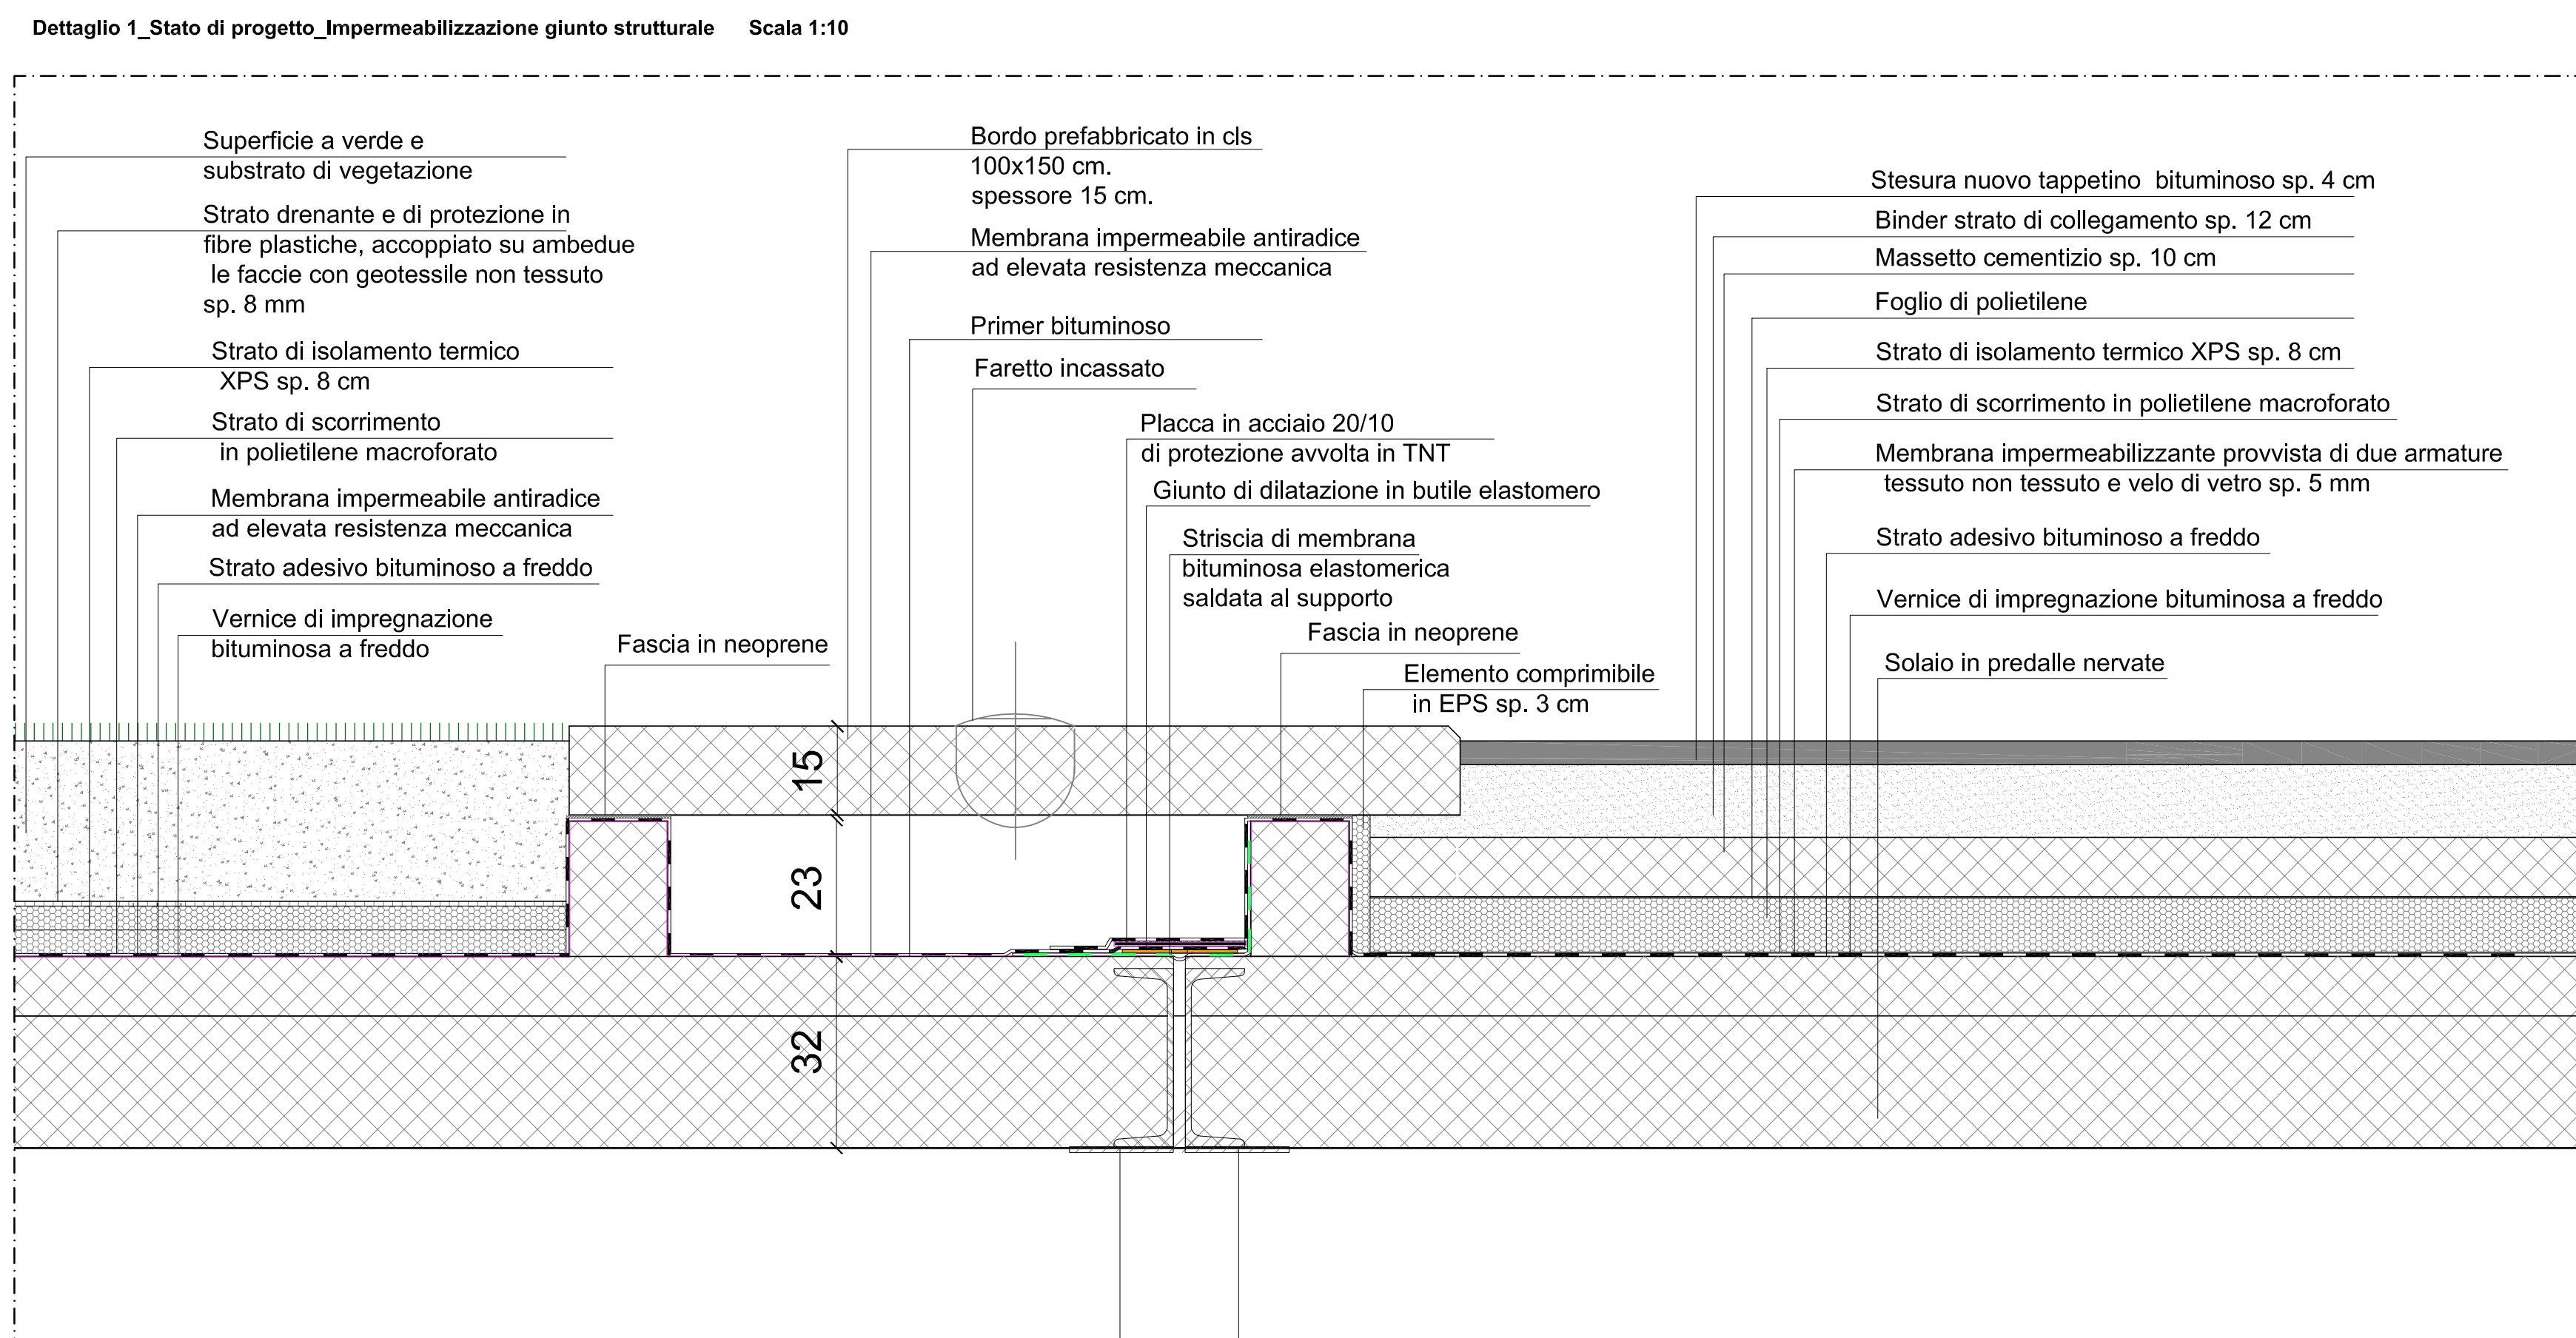 Dettaglio 1_Stato di progetto_Impermeabilizzazione giunto strutturale Scala 1:10
Superficie a verde e
substrato di vegetazione
Strato drenante e di protezione in
fibre plastiche, accoppiato su ambedue
le faccie con geotessile non tessuto
sp. 8 mm
Strato di isolamento termico
XPS sp. 8 cm
Strato di scorrimento
in polietilene macroforato
Membrana impermeabile antiradice
ad elevata resistenza meccanica
Strato adesivo bituminoso a freddo
Vernice di impregnazione
bituminosa a freddo
Fascia in neoprene
Bordo prefabbricato in cls
100x150 cm.
spessore 15 cm.
Membrana impermeabile antiradice
ad elevata resistenza meccanica
Primer bituminoso
Faretto incassato
Placca in acciaio 20/10
di protezione avvolta in TNT
Giunto di dilatazione in butile elastomero
Striscia di membrana
bituminosa elastomerica
saldata al supporto
Fascia in neoprene
Elemento comprimibile
in EPS sp. 3 cm
Stesura nuovo tappetino bituminoso sp. 4 cm
Binder strato di collegamento sp. 12 cm
Massetto cementizio sp. 10 cm
Foglio di polietilene
Strato di isolamento termico XPS sp. 8 cm
Strato di scorrimento in polietilene macroforato
Membrana impermeabilizzante provvista di due armature
tessuto non tessuto e velo di vetro sp. 5 mm
Strato adesivo bituminoso a freddo
Vernice di impregnazione bituminosa a freddo
Solaio in predalle nervate
15
23
32